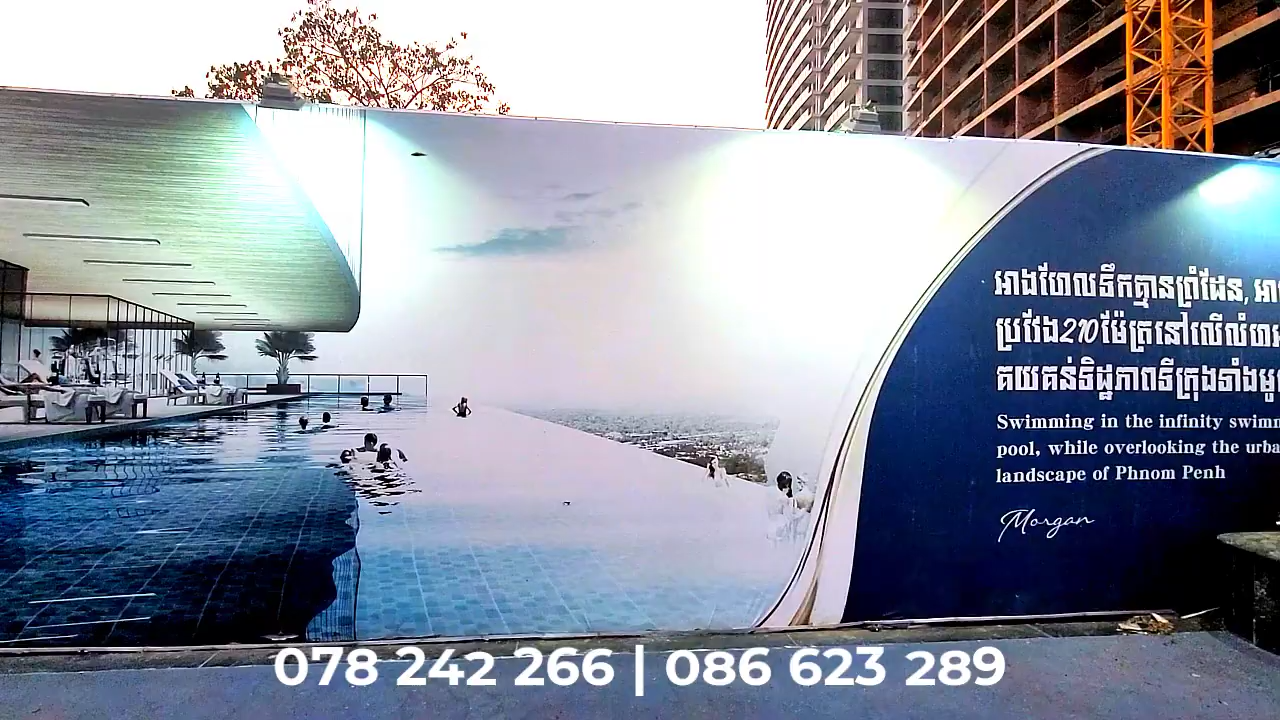 អាងហែលទឹកគ្មានព្រំដែន,
ប្រវែង210ម៉ែត្រនៅលើលំហ
គយគន់ទិដ្ឋភាពទីក្រុងទាំងមូ
Swimming in the infinity swimm
pool, while overlooking the urba
landscape of Phnom Penh
Morgan
078 242 266 | 086 623 289